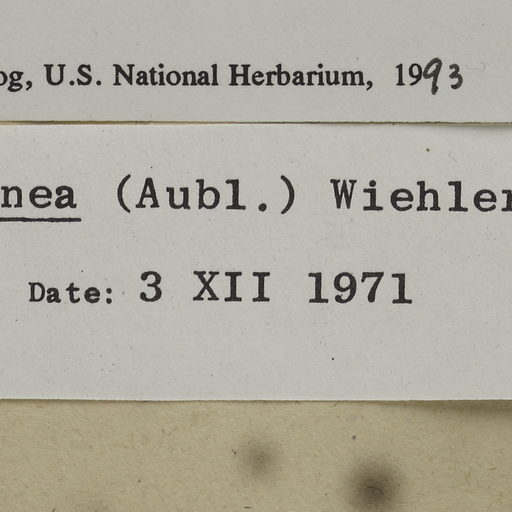 og, U.S. National Herbarium, 1993
nea (Aubl.) Wiehler
Date: 3 XII 1971